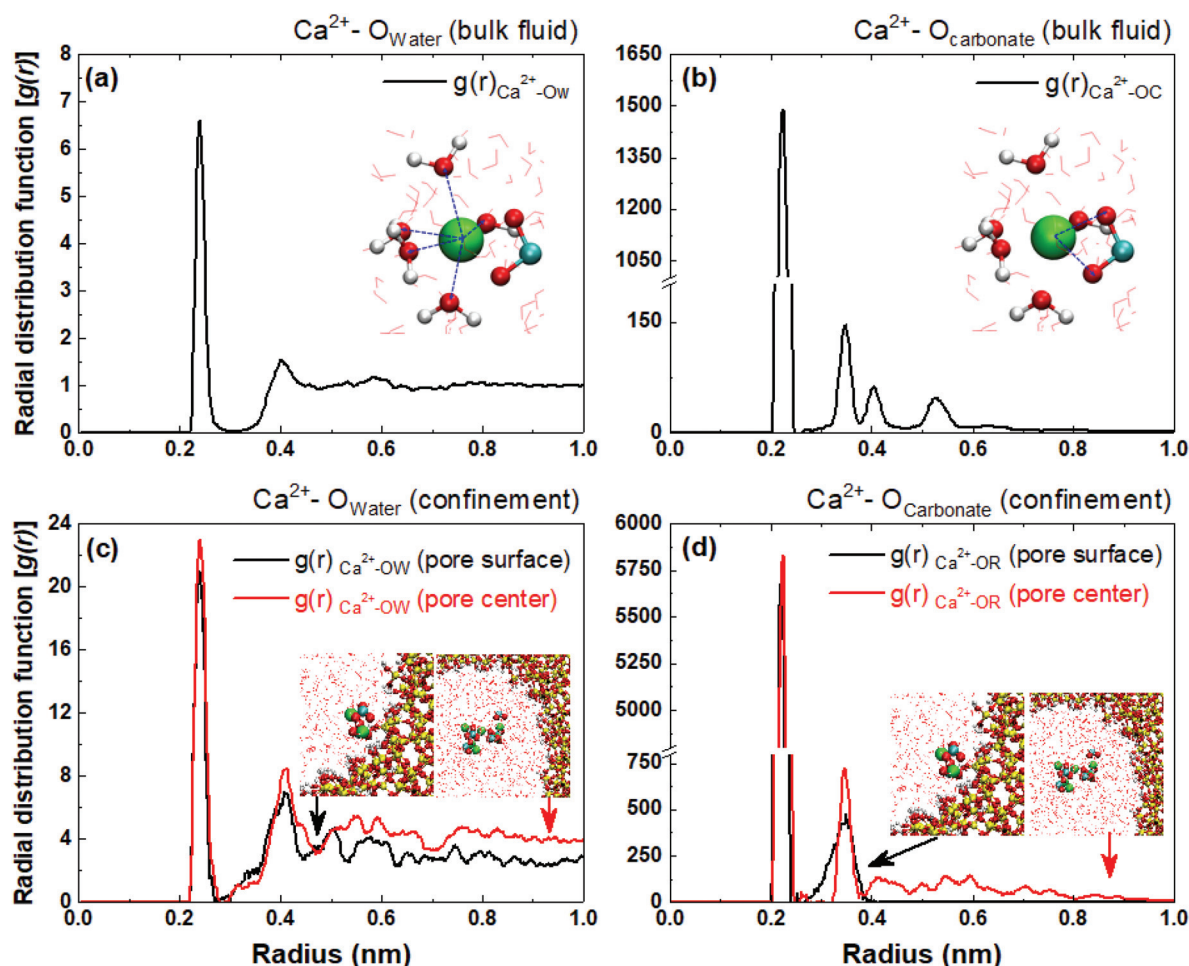 Ca²⁺- O_Water (bulk fluid)
(a)
g(r)_Ca²⁺-Ow
Radial distribution function [g(r)]
8
7
6
5
4
3
2
1
0
0.0 0.2 0.4 0.6 0.8 1.0
Ca²⁺- O_carbonate (bulk fluid)
(b)
g(r)_Ca²⁺-OC
1650
1500
1350
1200
1050
150
0
0.0 0.2 0.4 0.6 0.8 1.0
Ca²⁺- O_Water (confinement)
(c)
g(r) Ca²⁺-OW (pore surface)
g(r) Ca²⁺-OW (pore center)
Radial distribution function [g(r)]
24
20
16
12
8
4
0
0.0 0.2 0.4 0.6 0.8 1.0
Radius (nm)
Ca²⁺- O_Carbonate (confinement)
(d)
g(r) Ca²⁺-OR (pore surface)
g(r) Ca²⁺-OR (pore center)
6000
5750
5500
5250
5000
750
500
250
0
0.0 0.2 0.4 0.6 0.8 1.0
Radius (nm)